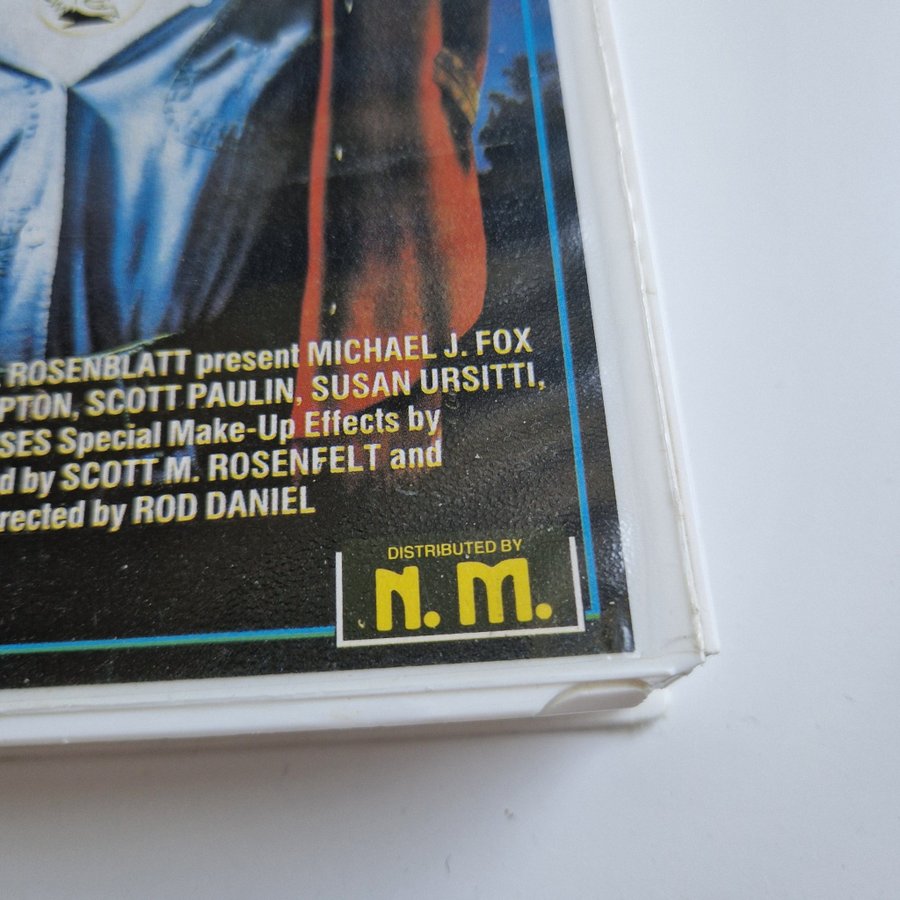 ROSENBLATT present MICHAEL J. FOX
PTON, SCOTT PAULIN, SUSAN URSITTI,
SES Special Make-Up Effects by
d by SCOTT M. ROSENFELT and
rected by ROD DANIEL
DISTRIBUTED BY
N. M.